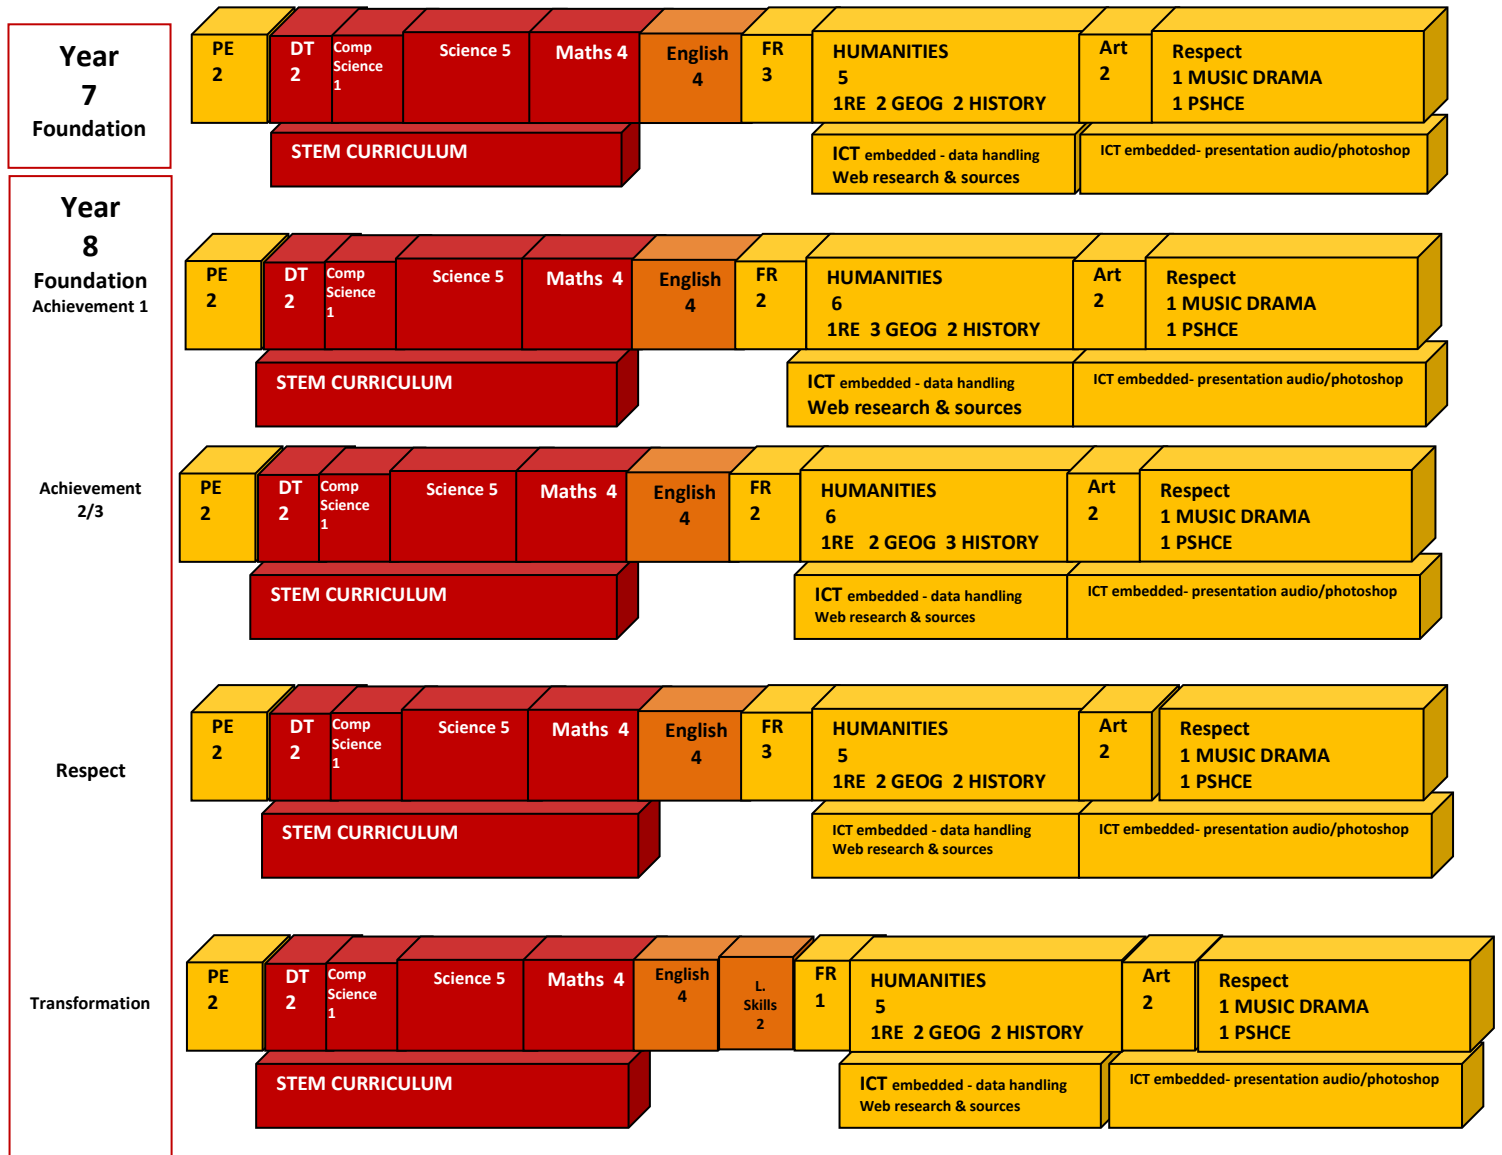 Year
7
Foundation
PE
2
DT
2
Comp
Science
1
Science 5
Maths 4
English
4
FR
3
HUMANITIES
5
1RE 2 GEOG 2 HISTORY
Art
2
Respect
1 MUSIC DRAMA
1 PSHCE
STEM CURRICULUM
ICT embedded - data handling
Web research & sources
ICT embedded- presentation audio/photoshop
Year
8
Foundation
Achievement 1
PE
2
DT
2
Comp
Science
1
Science 5
Maths 4
English
4
FR
2
HUMANITIES
6
1RE 3 GEOG 2 HISTORY
Art
2
Respect
1 MUSIC DRAMA
1 PSHCE
STEM CURRICULUM
ICT embedded - data handling
Web research & sources
ICT embedded- presentation audio/photoshop
Achievement
2/3
PE
2
DT
2
Comp
Science
1
Science 5
Maths 4
English
4
FR
2
HUMANITIES
6
1RE 2 GEOG 3 HISTORY
Art
2
Respect
1 MUSIC DRAMA
1 PSHCE
STEM CURRICULUM
ICT embedded - data handling
Web research & sources
ICT embedded- presentation audio/photoshop
Respect
PE
2
DT
2
Comp
Science
1
Science 5
Maths 4
English
4
FR
3
HUMANITIES
5
1RE 2 GEOG 2 HISTORY
Art
2
Respect
1 MUSIC DRAMA
1 PSHCE
STEM CURRICULUM
ICT embedded - data handling
Web research & sources
ICT embedded- presentation audio/photoshop
Transformation
PE
2
DT
2
Comp
Science
1
Science 5
Maths 4
English
4
L.
Skills
2
FR
1
HUMANITIES
5
1RE 2 GEOG 2 HISTORY
Art
2
Respect
1 MUSIC DRAMA
1 PSHCE
STEM CURRICULUM
ICT embedded - data handling
Web research & sources
ICT embedded- presentation audio/photoshop